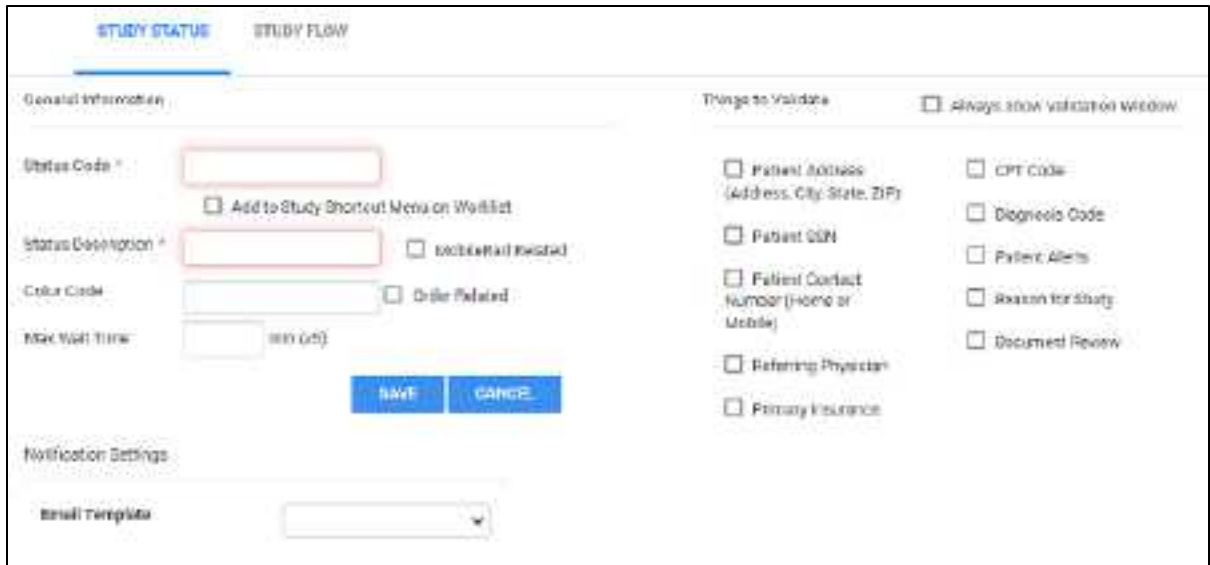 STUDY STATUS STUDY FLOW
General Information
Things to Validate
Always show validation window
Status Code *
Add to Study Shortcut Menu on Worklist
Status Description *
MobileRad Related
Color Code
Order Related
Max Wait Time
min (x5)
SAVE CANCEL
Notification Settings
Email Template
Patient Address
(Address, City, State, ZIP)
Patient SSN
Patient Contact
Number (Home or
Mobile)
Referring Physician
Primary Insurance
CPT Code
Diagnosis Code
Patient Alerts
Reason for Study
Document Review